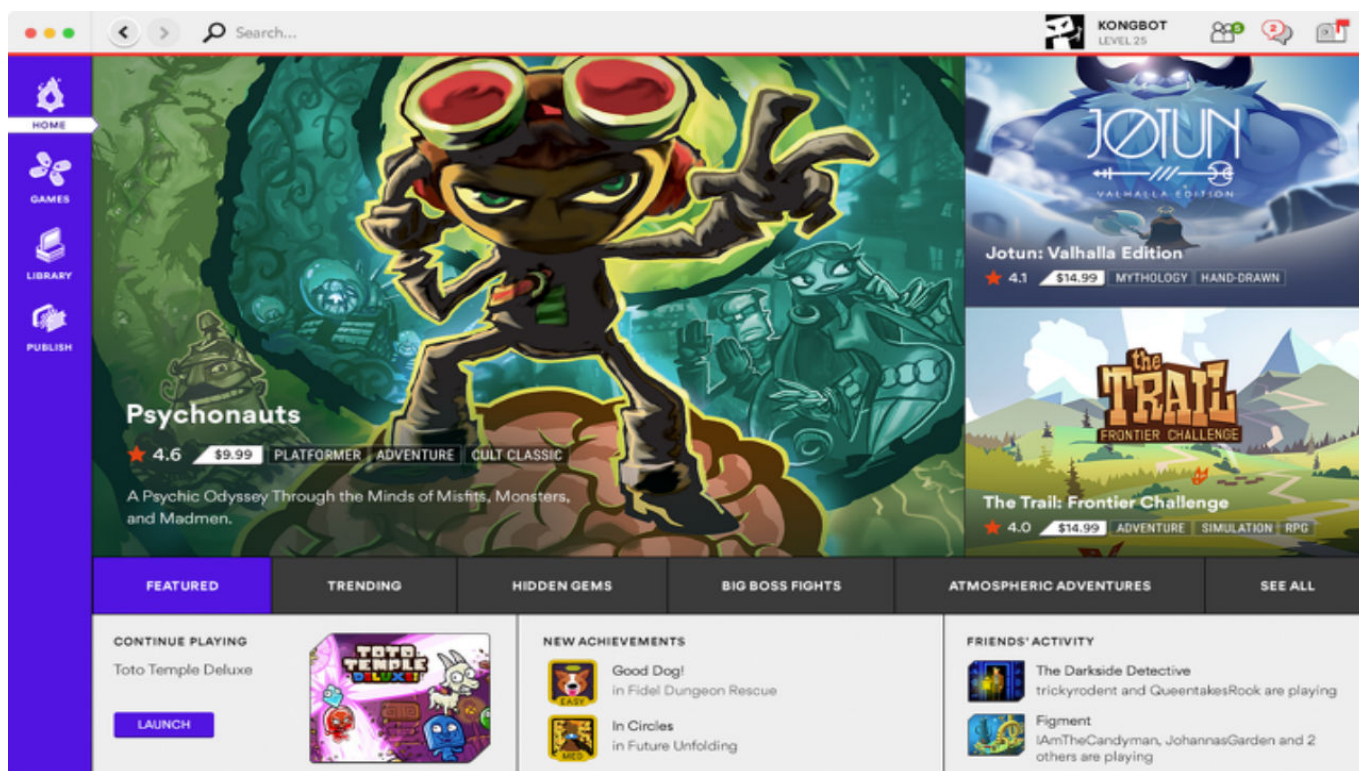 Search...
KONGBOT
LEVEL 25
5
2
HOME
GAMES
LIBRARY
PUBLISH
Psychonauts
4.6 $9.99 PLATFORMER ADVENTURE CULT CLASSIC
A Psychic Odyssey Through the Minds of Misfits, Monsters,
and Madmen.
JOTUN
VALHALLA EDITION
Jotun: Valhalla Edition
4.1 $14.99 MYTHOLOGY HAND-DRAWN
the
TRAIL
FRONTIER CHALLENGE
The Trail: Frontier Challenge
4.0 $14.99 ADVENTURE SIMULATION RPG
FEATURED TRENDING HIDDEN GEMS BIG BOSS FIGHTS ATMOSPHERIC ADVENTURES SEE ALL
CONTINUE PLAYING
Toto Temple Deluxe
LAUNCH
TOTO
TEMPLE
DELUXE!
NEW ACHIEVEMENTS
Good Dog!
in Fidel Dungeon Rescue
EASY
In Circles
in Future Unfolding
MED
FRIENDS' ACTIVITY
The Darkside Detective
trickyrodent and QueentakesRook are playing
Figment
IAmTheCandyman, JohannasGarden and 2
others are playing